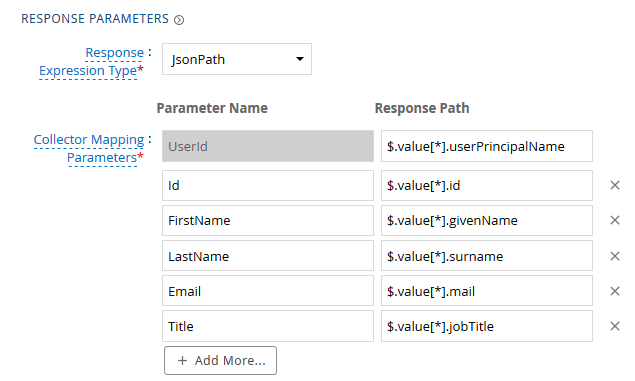 RESPONSE PARAMETERS
Response :
Expression Type*
JsonPath
Parameter Name Response Path
Collector Mapping :
Parameters*
UserId $.value[*].userPrincipalName
Id $.value[*].id
FirstName $.value[*].givenName
LastName $.value[*].surname
Email $.value[*].mail
Title $.value[*].jobTitle
+ Add More...